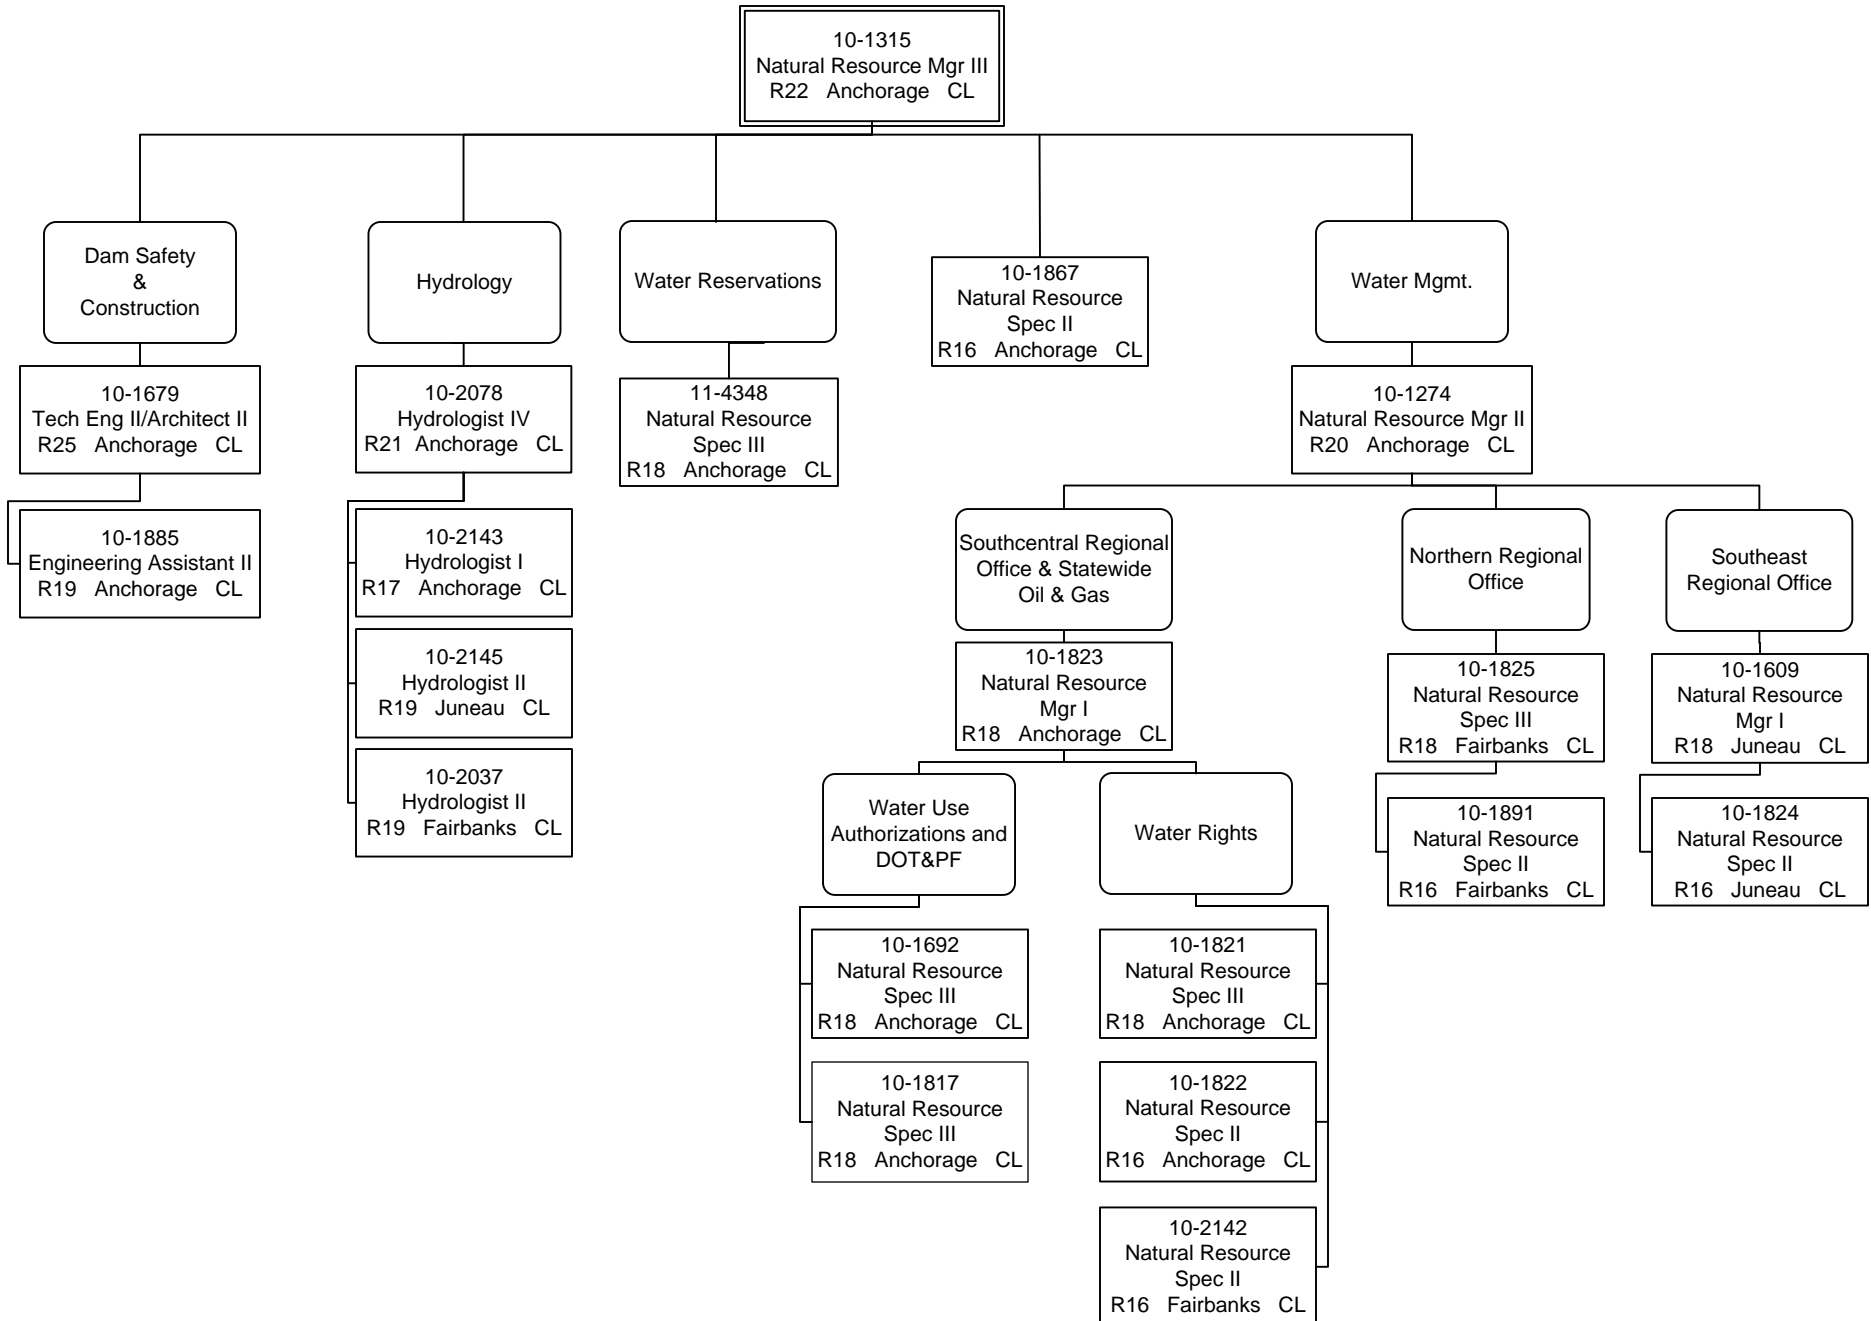 10-1315
Natural Resource Mgr III
R22 Anchorage CL
Dam Safety
&
Construction
Hydrology
Water Reservations
10-1867
Natural Resource
Spec II
R16 Anchorage CL
Water Mgmt.
10-1679
Tech Eng II/Architect II
R25 Anchorage CL
10-1885
Engineering Assistant II
R19 Anchorage CL
10-2078
Hydrologist IV
R21 Anchorage CL
10-2143
Hydrologist I
R17 Anchorage CL
10-2145
Hydrologist II
R19 Juneau CL
10-2037
Hydrologist II
R19 Fairbanks CL
11-4348
Natural Resource
Spec III
R18 Anchorage CL
10-1274
Natural Resource Mgr II
R20 Anchorage CL
Southcentral Regional
Office & Statewide
Oil & Gas
10-1823
Natural Resource
Mgr I
R18 Anchorage CL
Water Use
Authorizations and
DOT&PF
10-1692
Natural Resource
Spec III
R18 Anchorage CL
10-1817
Natural Resource
Spec III
R18 Anchorage CL
Water Rights
10-1821
Natural Resource
Spec III
R18 Anchorage CL
10-1822
Natural Resource
Spec II
R16 Anchorage CL
10-2142
Natural Resource
Spec II
R16 Fairbanks CL
Northern Regional
Office
10-1825
Natural Resource
Spec III
R18 Fairbanks CL
10-1891
Natural Resource
Spec II
R16 Fairbanks CL
Southeast
Regional Office
10-1609
Natural Resource
Mgr I
R18 Juneau CL
10-1824
Natural Resource
Spec II
R16 Juneau CL